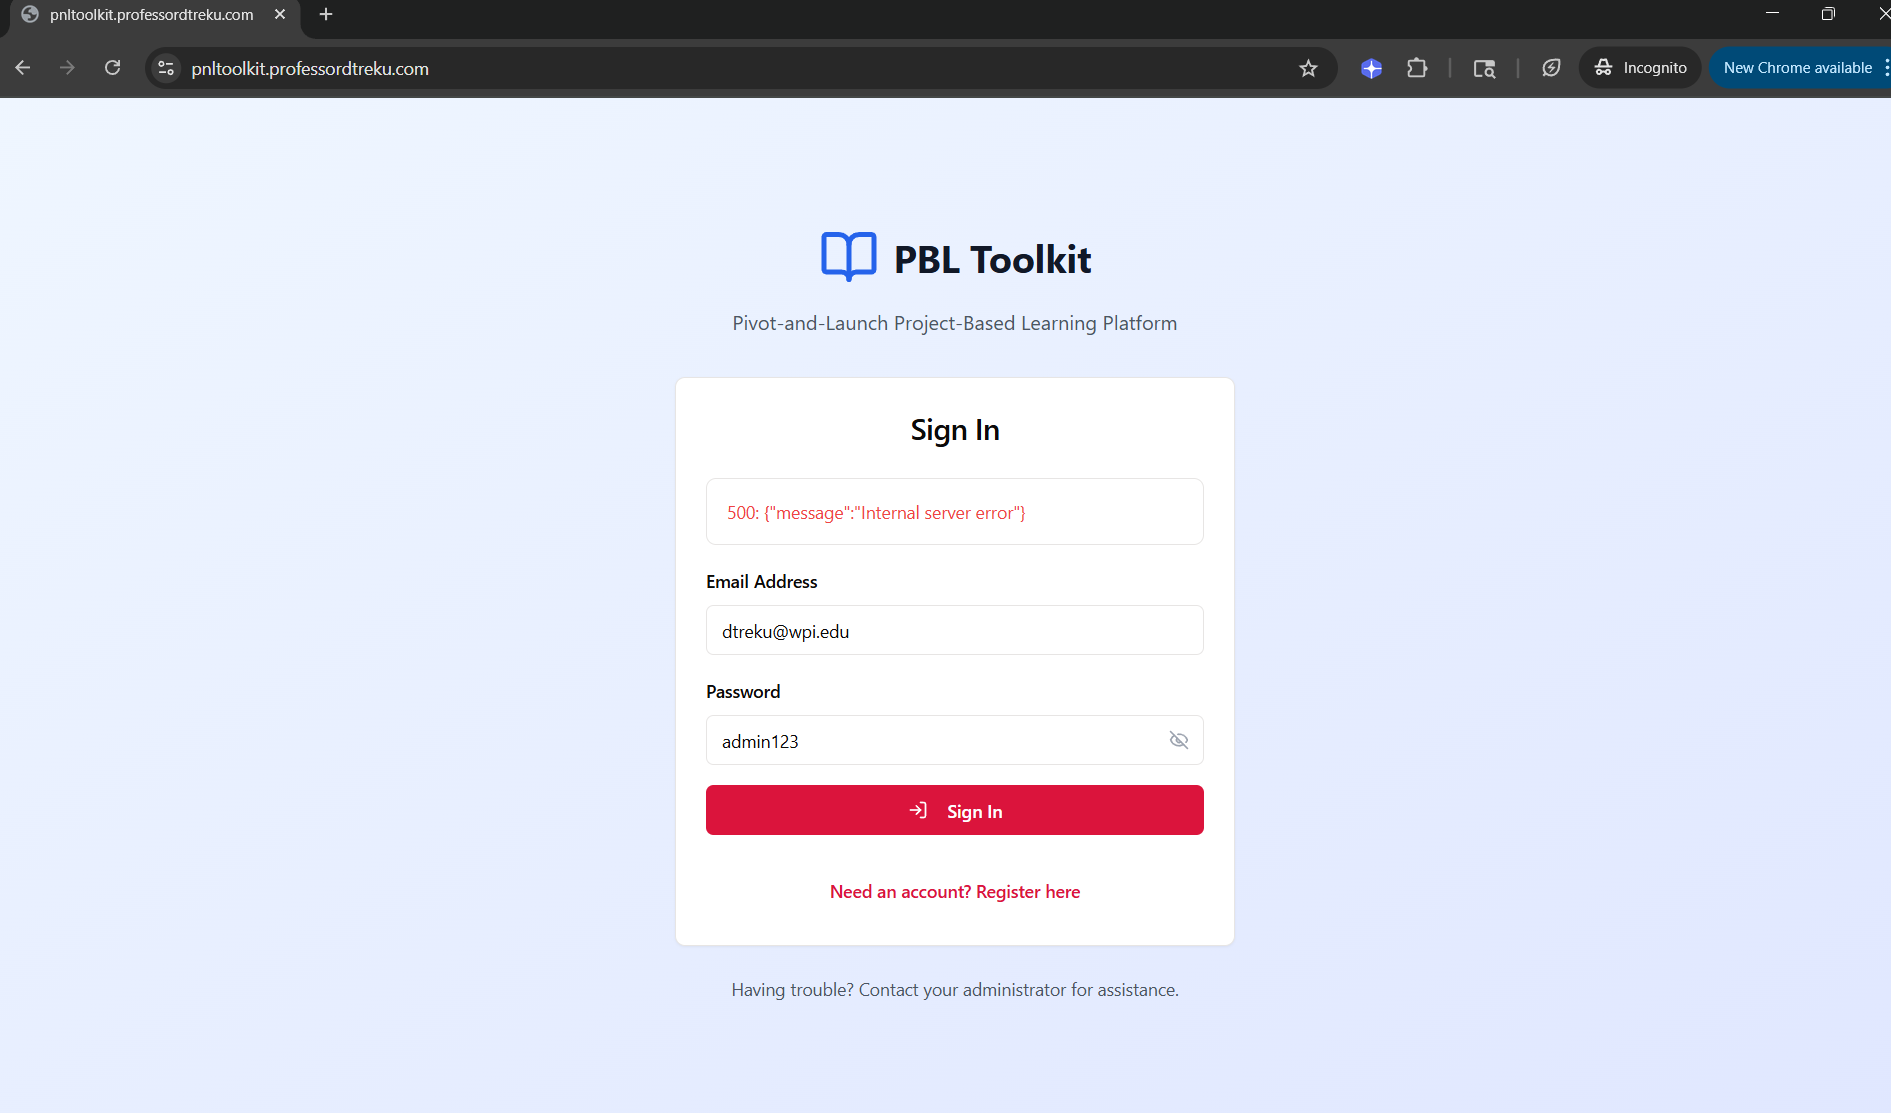 pnltoolkit.professordtreku.com
pnltoolkit.professordtreku.com
Incognito
New Chrome available
PBL Toolkit
Pivot-and-Launch Project-Based Learning Platform
Sign In
500: {"message":"Internal server error"}
Email Address
dtreku@wpi.edu
Password
admin123
Sign In
Need an account? Register here
Having trouble? Contact your administrator for assistance.